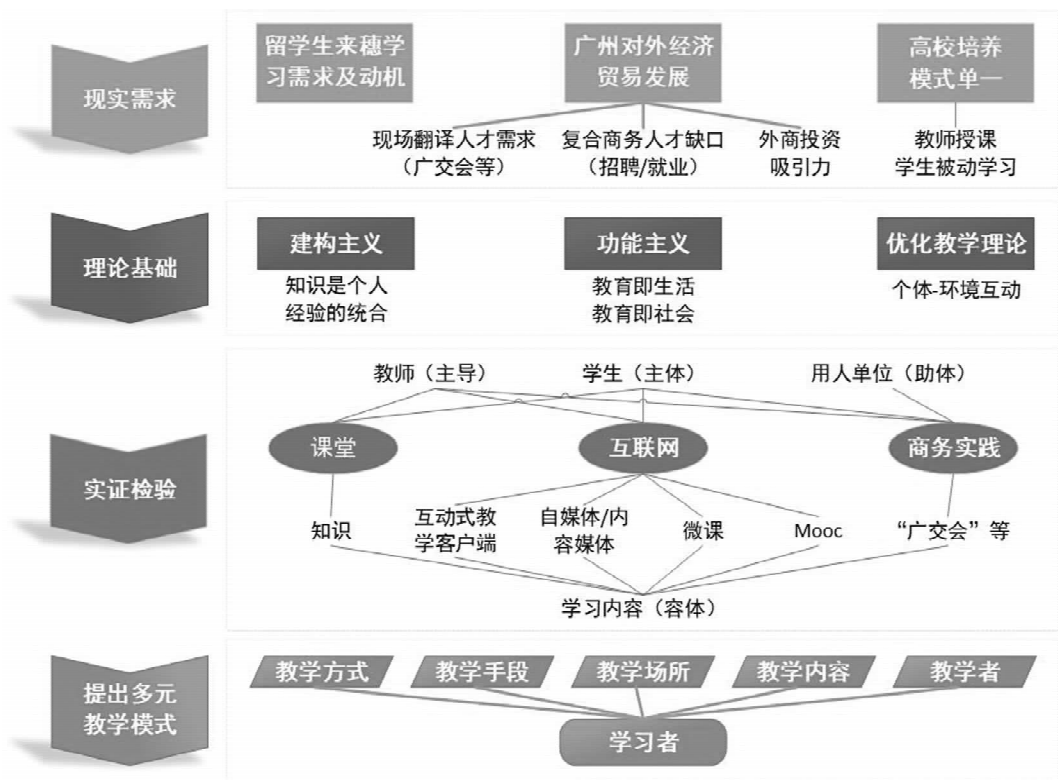 现实需求
留学生来穗学
习需求及动机
广州对外经济
贸易发展
高校培养
模式单一
现场翻译人才需求
（广交会等）
复合商务人才缺口
（招聘/就业）
外商投资
吸引力
教师授课
学生被动学习
理论基础
建构主义
知识是个人
经验的统合
功能主义
教育即生活
教育即社会
优化教学理论
个体-环境互动
实证检验
教师（主导）
学生（主体）
用人单位（助体）
课堂
互联网
商务实践
知识
互动式教
学客户端
自媒体/内
容媒体
微课
Mooc
“广交会”等
学习内容（容体）
提出多元
教学模式
教学方式
教学手段
教学场所
教学内容
教学者
学习者